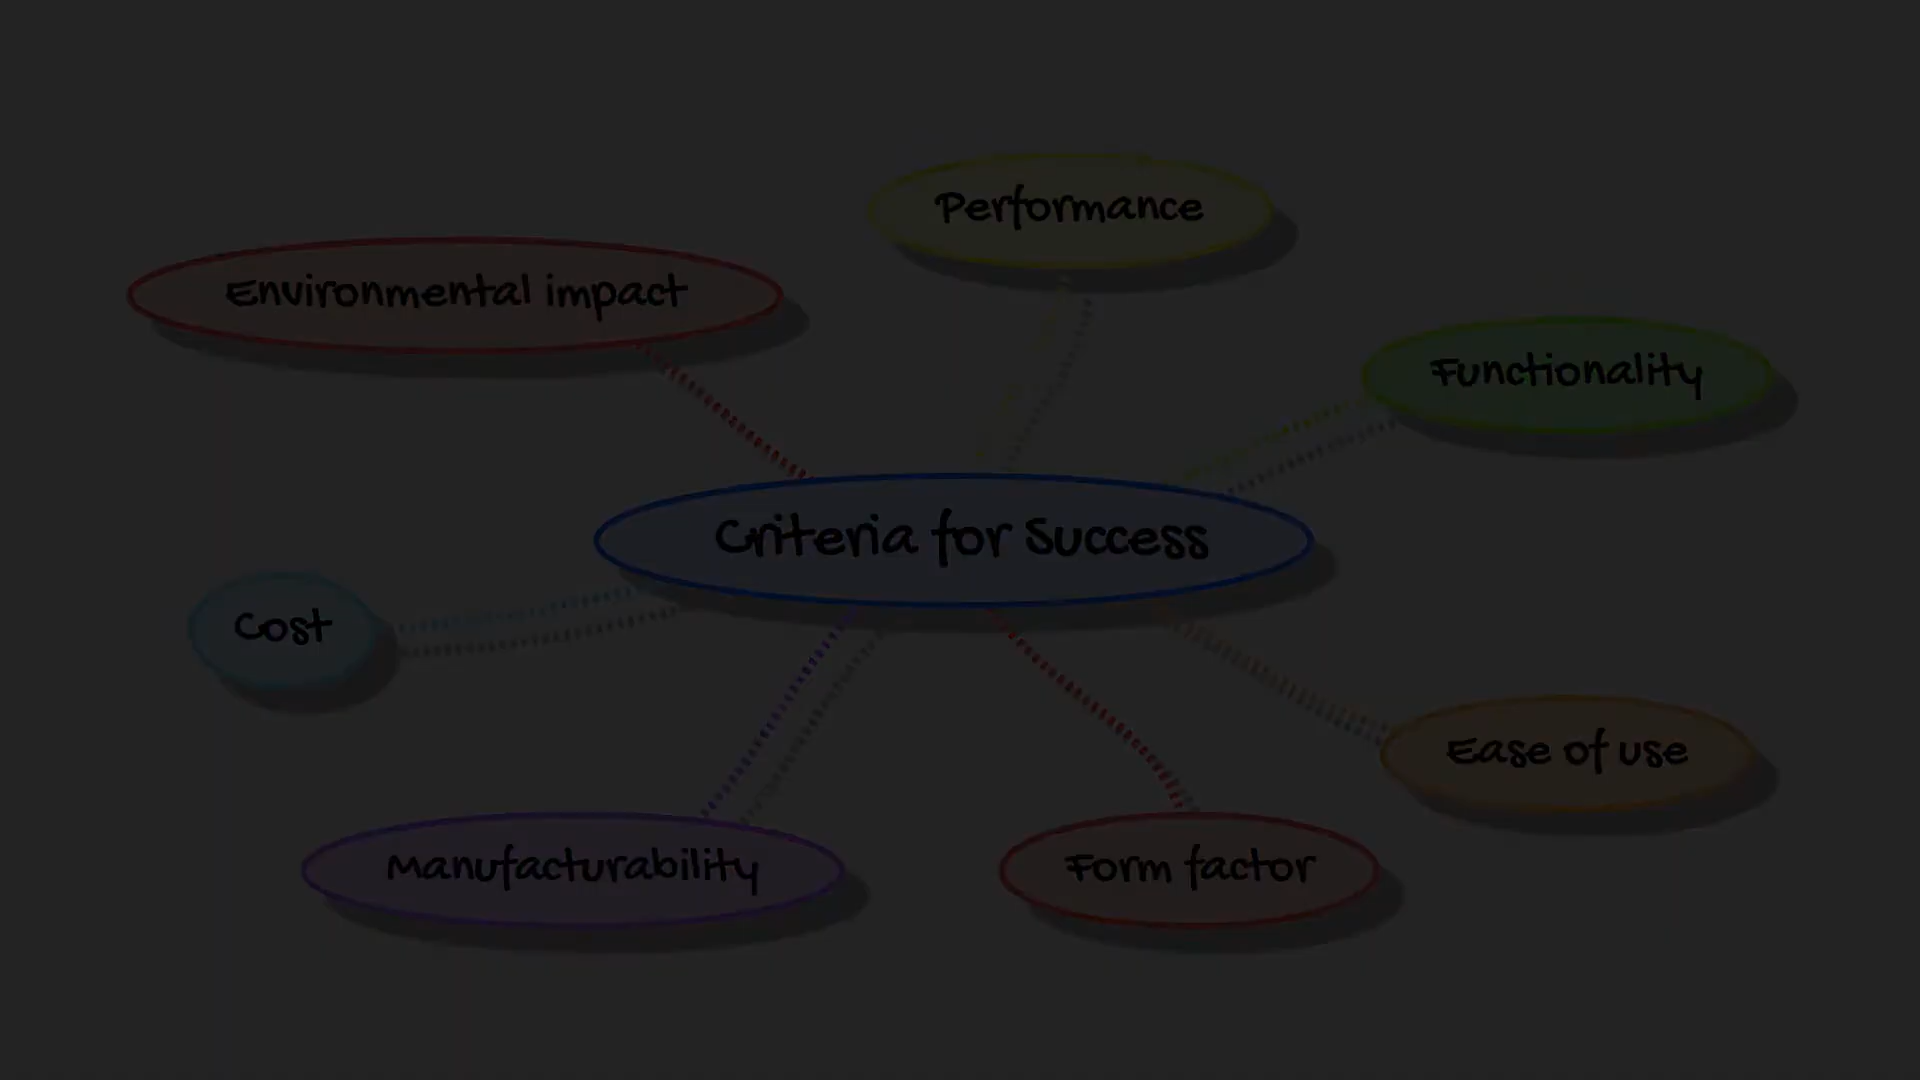 Performance
Environmental impact
Functionality
Criteria for Success
Cost
Ease of use
Manufacturability
Form factor